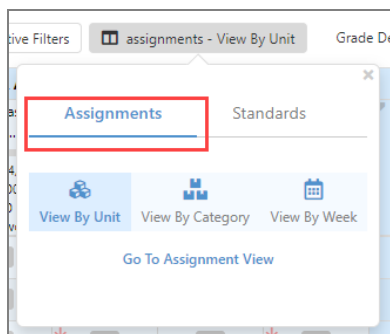 tive Filters assignments - View By Unit Grade De
Assignments Standards
View By Unit View By Category View By Week
Go To Assignment View